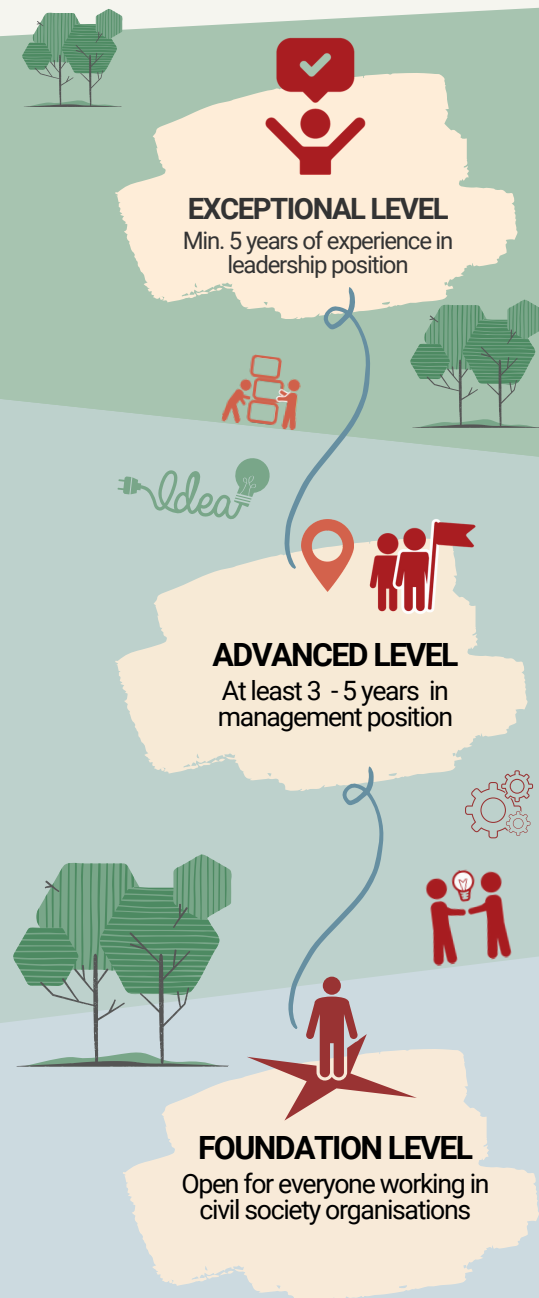 EXCEPTIONAL LEVEL
Min. 5 years of experience in
leadership position
Idea
ADVANCED LEVEL
At least 3 - 5 years in
management position
FOUNDATION LEVEL
Open for everyone working in
civil society organisations